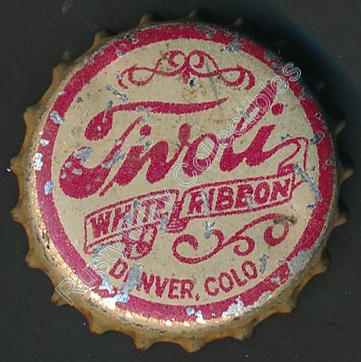 Tivoli
WHITE RIBBON
DENVER, COLO.